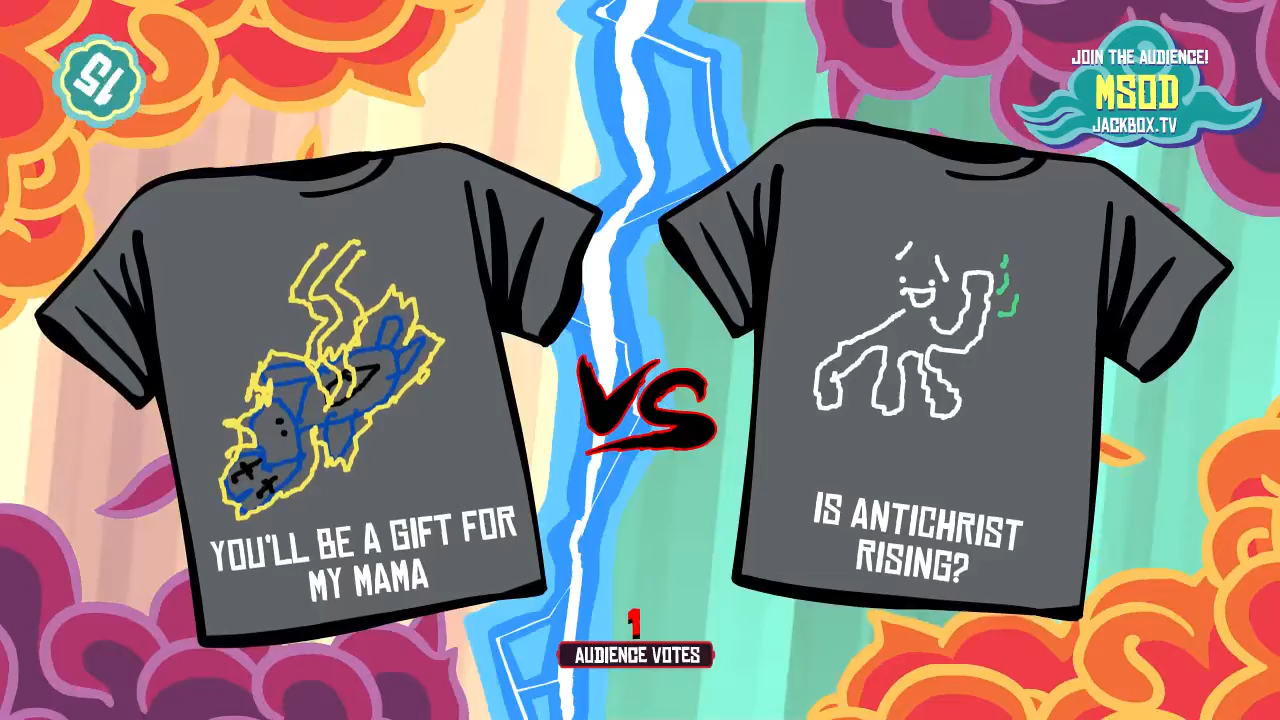 15
JOIN THE AUDIENCE!
MSOD
JACKBOX.TV
YOU'LL BE A GIFT FOR
MY MAMA
VS
IS ANTICHRIST
RISING?
1
AUDIENCE VOTES